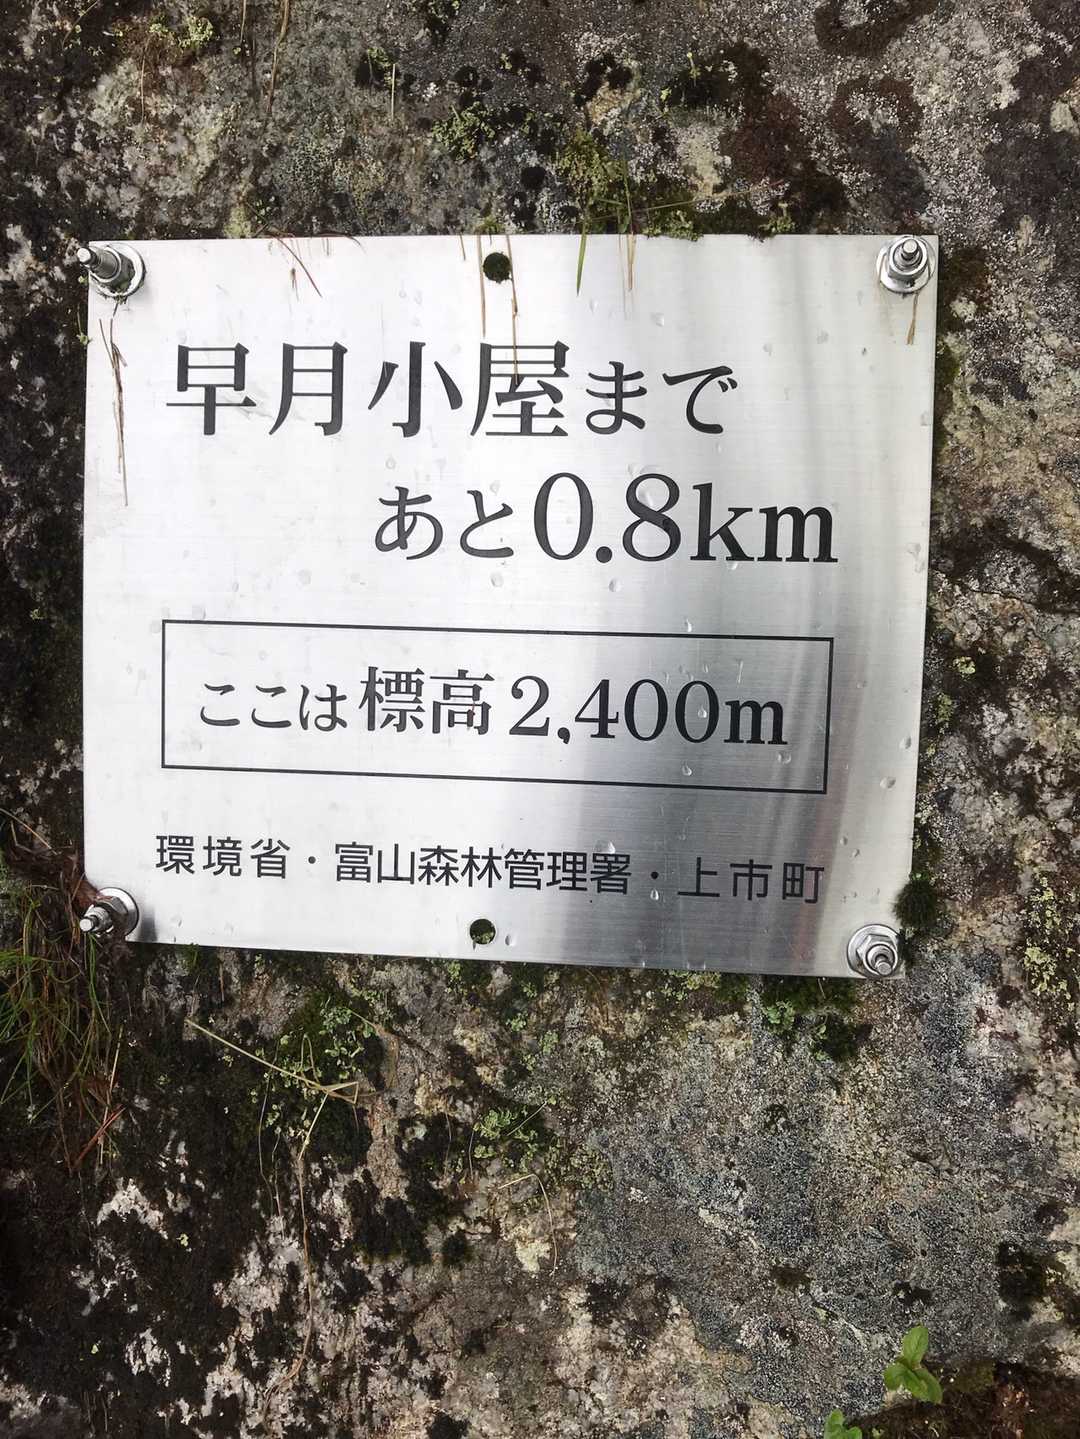 早月小屋まで
あと0.8km
ここは標高2,400m
環境省・富山森林管理署・上市町